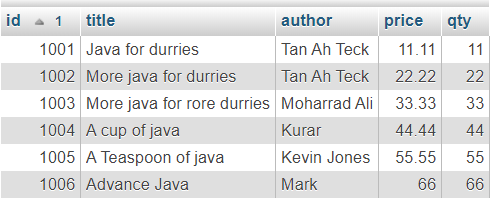 id 1 title author price qty
1001 Java for durries Tan Ah Teck 11.11 11
1002 More java for durries Tan Ah Teck 22.22 22
1003 More java for rore durries Moharrad Ali 33.33 33
1004 A cup of java Kurar 44.44 44
1005 A Teaspoon of java Kevin Jones 55.55 55
1006 Advance Java Mark 66 66